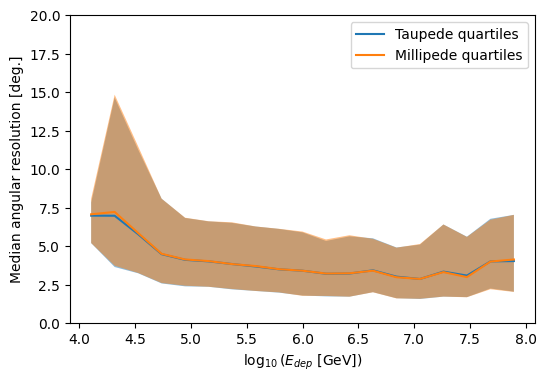 20.0
17.5
15.0
12.5
10.0
7.5
5.0
2.5
0.0
Median angular resolution [deg.]
Taupede quartiles
Millipede quartiles
4.0 4.5 5.0 5.5 6.0 6.5 7.0 7.5 8.0
log₁₀(E_dep [GeV])